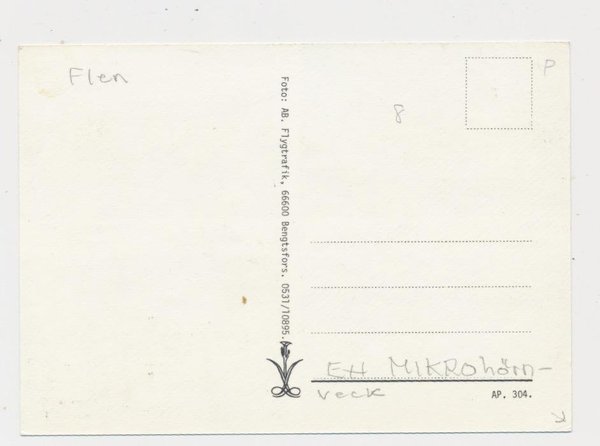 Flen
P
8
Foto: AB. Flygtrafik, 66600 Bengtsfors. 0531/10895.
Ett MIKROhörn-
veck
AP. 304.